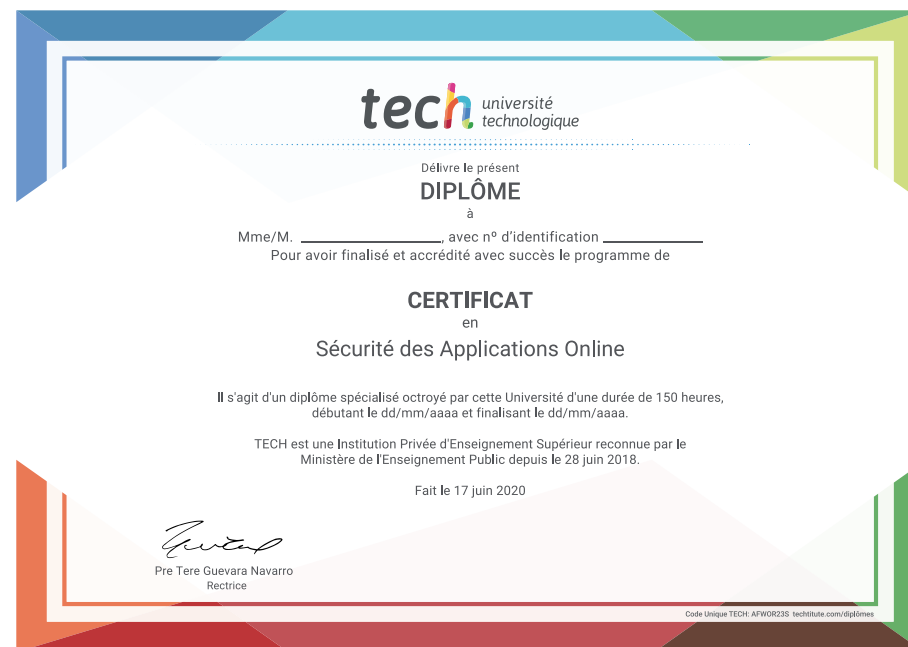 tech université
technologique
Délivre le présent
DIPLÔME
à
Mme/M. ____________________, avec nº d'identification ______________
Pour avoir finalisé et accrédité avec succès le programme de
CERTIFICAT
en
Sécurité des Applications Online
Il s'agit d'un diplôme spécialisé octroyé par cette Université d'une durée de 150 heures,
débutant le dd/mm/aaaa et finalisant le dd/mm/aaaa.
TECH est une Institution Privée d'Enseignement Supérieur reconnue par le
Ministère de l'Enseignement Public depuis le 28 juin 2018.
Fait le 17 juin 2020
Pre Tere Guevara Navarro
Rectrice
Code Unique TECH: AFWOR23S techtitute.com/diplômes